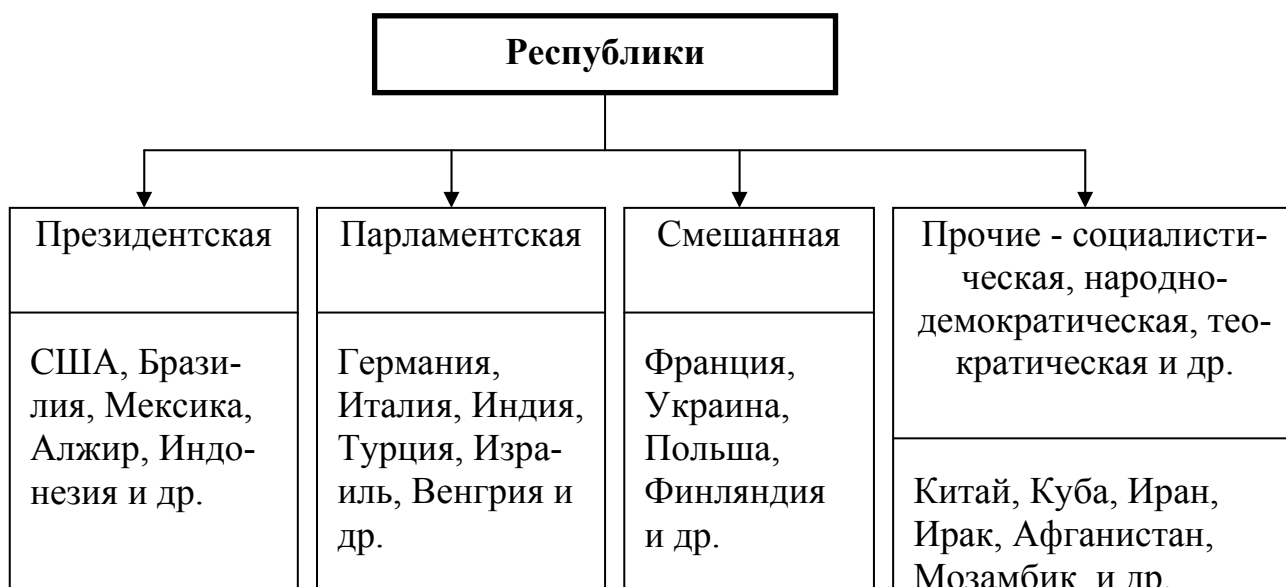 Республики
Президентская
США, Брази-
лия, Мексика,
Алжир, Индо-
незия и др.
Парламентская
Германия,
Италия, Индия,
Турция, Изра-
иль, Венгрия и
др.
Смешанная
Франция,
Украина,
Польша,
Финляндия
и др.
Прочие - социалисти-
ческая, народно-
демократическая, тео-
кратическая и др.
Китай, Куба, Иран,
Ирак, Афганистан,
Мозамбик и др.